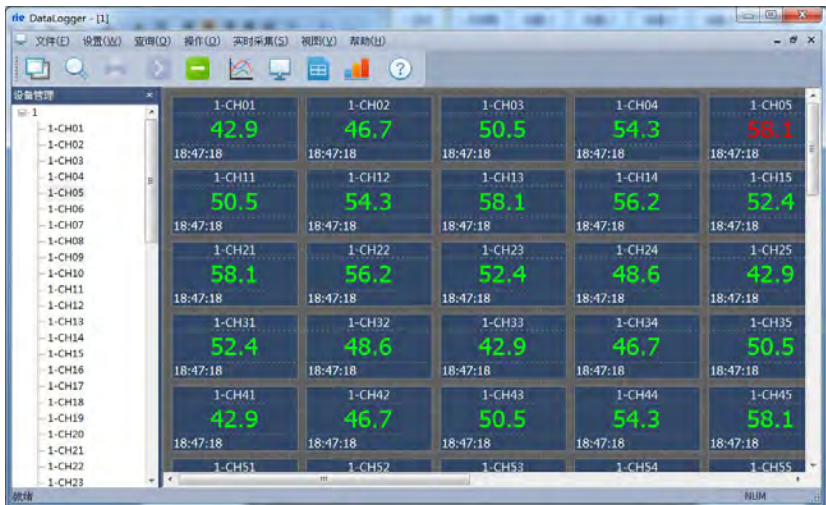 rie DataLogger - [1]
文件(F) 设置(W) 查询(Q) 操作(O) 实时采集(S) 视图(V) 帮助(H)
设备管理
1
1-CH01
1-CH02
1-CH03
1-CH04
1-CH05
1-CH06
1-CH07
1-CH08
1-CH09
1-CH10
1-CH11
1-CH12
1-CH13
1-CH14
1-CH15
1-CH16
1-CH17
1-CH18
1-CH19
1-CH20
1-CH21
1-CH22
1-CH23
1-CH01 1-CH02 1-CH03 1-CH04 1-CH05
42.9 46.7 50.5 54.3 58.1
18:47:18 18:47:18 18:47:18 18:47:18 18:47:18
1-CH11 1-CH12 1-CH13 1-CH14 1-CH15
50.5 54.3 58.1 56.2 52.4
18:47:18 18:47:18 18:47:18 18:47:18 18:47:18
1-CH21 1-CH22 1-CH23 1-CH24 1-CH25
58.1 56.2 52.4 48.6 42.9
18:47:18 18:47:18 18:47:18 18:47:18 18:47:18
1-CH31 1-CH32 1-CH33 1-CH34 1-CH35
52.4 48.6 42.9 46.7 50.5
18:47:18 18:47:18 18:47:18 18:47:18 18:47:18
1-CH41 1-CH42 1-CH43 1-CH44 1-CH45
42.9 46.7 50.5 54.3 58.1
18:47:18 18:47:18 18:47:18 18:47:18 18:47:18
1-CH51 1-CH52 1-CH53 1-CH54 1-CH55
就绪 NUM